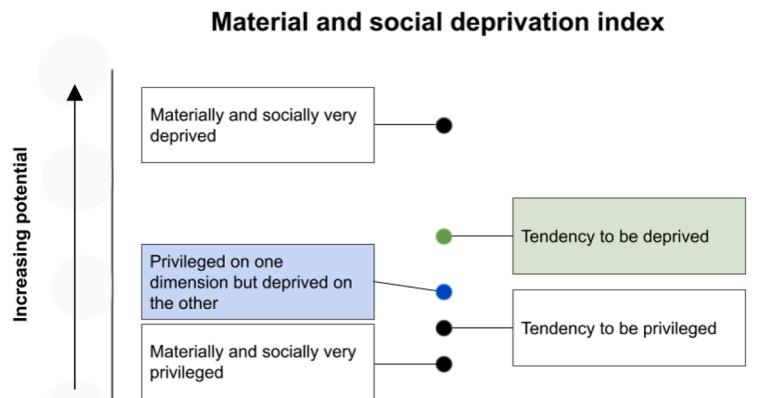 Material and social deprivation index
Increasing potential
Materially and socially very
deprived
Tendency to be deprived
Privileged on one
dimension but deprived on
the other
Tendency to be privileged
Materially and socially very
privileged